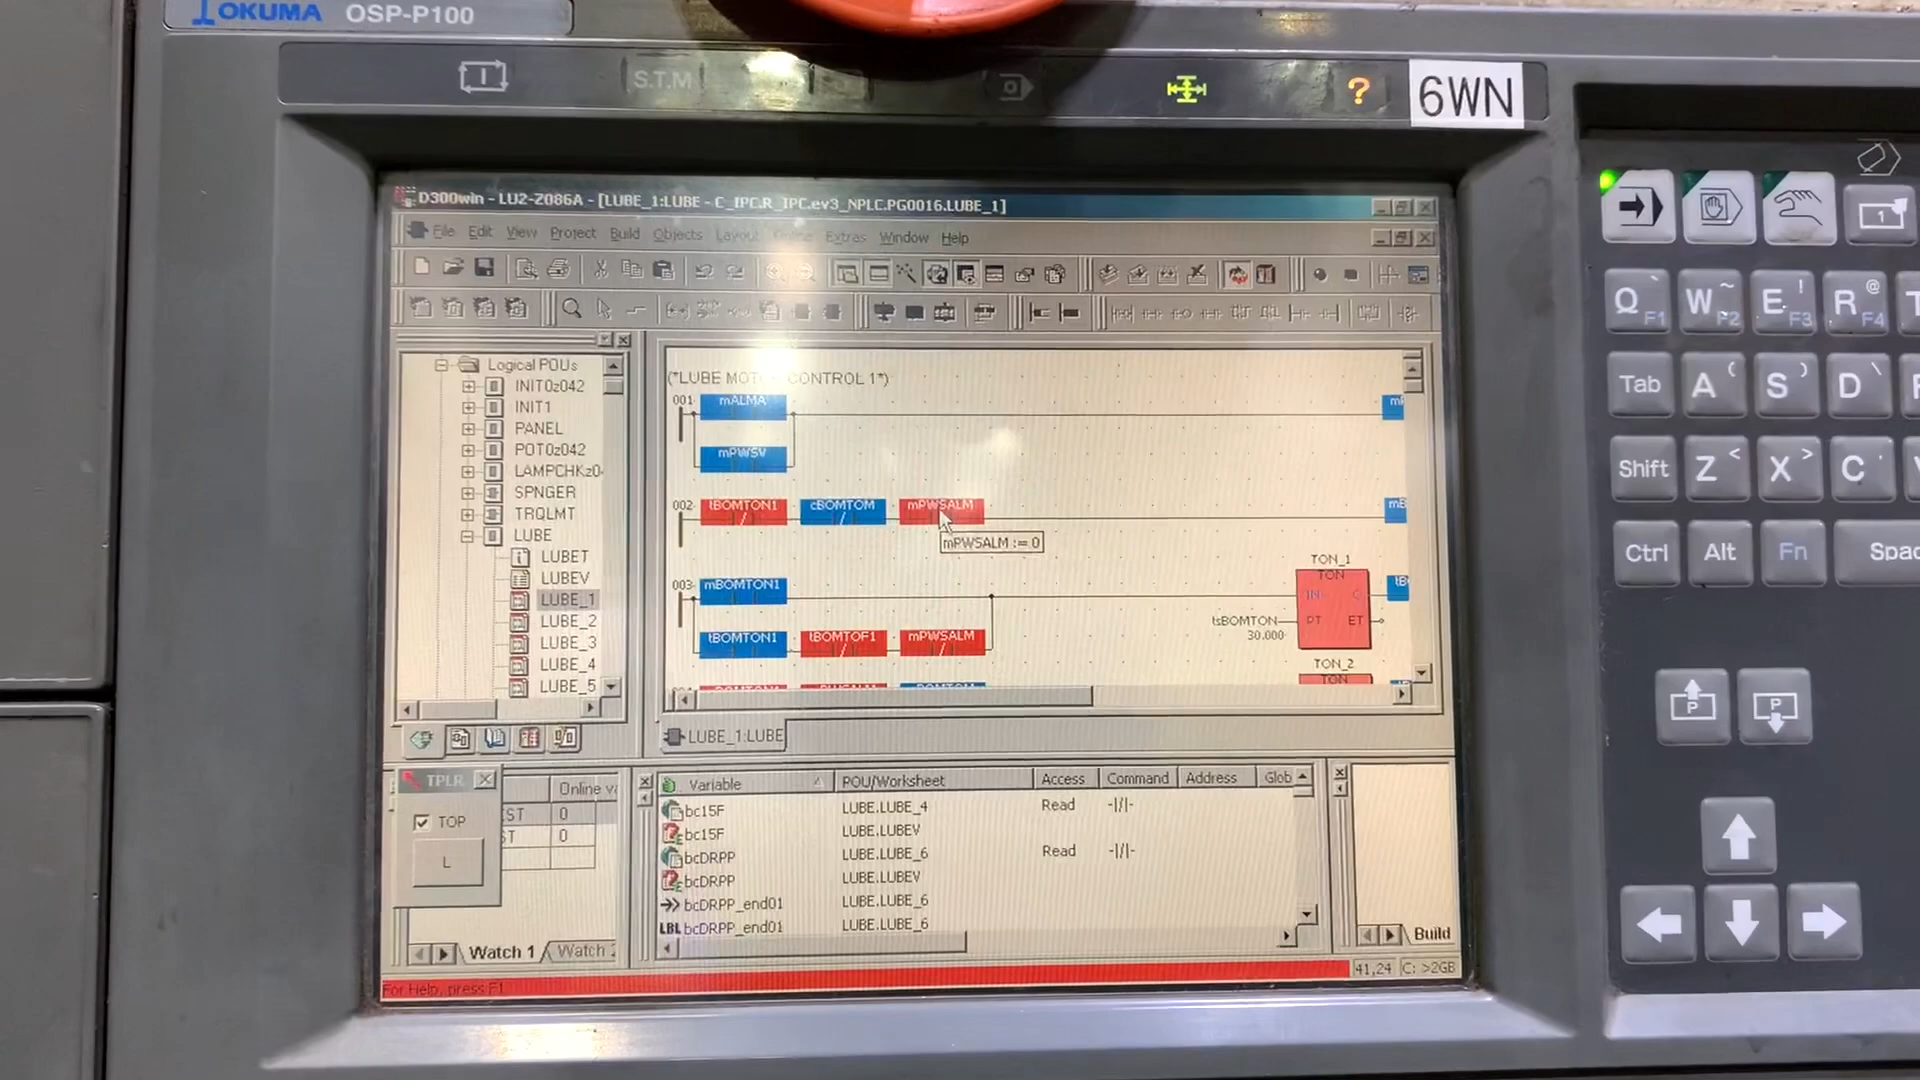 OKUMA OSP-P100
S.T.M
?
6WN
D300win - LU2-Z086A - [LUBE_1:LUBE - C_IPC.R_IPC.ev3_NPLC.PG0016.LUBE_1]
File Edit View Project Build Objects Layout Extras Window Help
Logical POUs
INIT0z042
INIT1
PANEL
POT0z042
LAMPCHKz0
SPNGER
TRQLMT
LUBE
LUBET
LUBEV
LUBE_1
LUBE_2
LUBE_3
LUBE_4
LUBE_5
(*LUBE MOT CONTROL 1*)
001 mALMA
mPWSV
002 tBOMTON1 cBOMTOM mPWSALM
mPWSALM := 0
003 mBOMTON1
TON_1
TON
IN Q
tsBOMTON PT ET
30.000
tBOMTON1 tBOMTOF1 mPWSALM
TON_2
TON
LUBE_1:LUBE
TPLR
TOP
L
Online v
EST 0
ST 0
Watch 1 Watch 2
Variable POU/Worksheet Access Command Address Glob
bc15F LUBE.LUBE_4 Read -|/|-
bc15F LUBE.LUBEV
bcDRPP LUBE.LUBE_6 Read -|/|-
bcDRPP LUBE.LUBEV
bcDRPP_end01 LUBE.LUBE_6
LBL bcDRPP_end01 LUBE.LUBE_6
Build
For Help, press F1
41,24 C: >2GB
1
Q ` F1 W ~ F2 E ! F3 R @ F4 T
Tab A ( S ) D \ F
Shift Z < X > C ' V
Ctrl Alt Fn Spac
P P